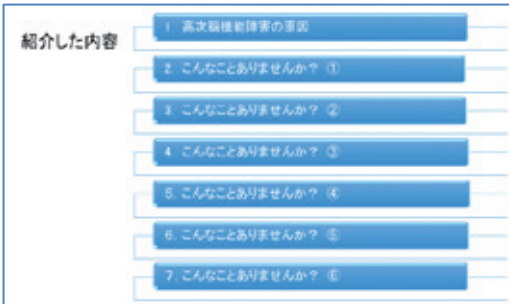 紹介した内容
1 高次脳機能障害の原因
2. こんなことありませんか？ ①
3. こんなことありませんか？ ②
4. こんなことありませんか？ ③
5. こんなことありませんか？ ④
6. こんなことありませんか？ ⑤
7. こんなことありませんか？ ⑥